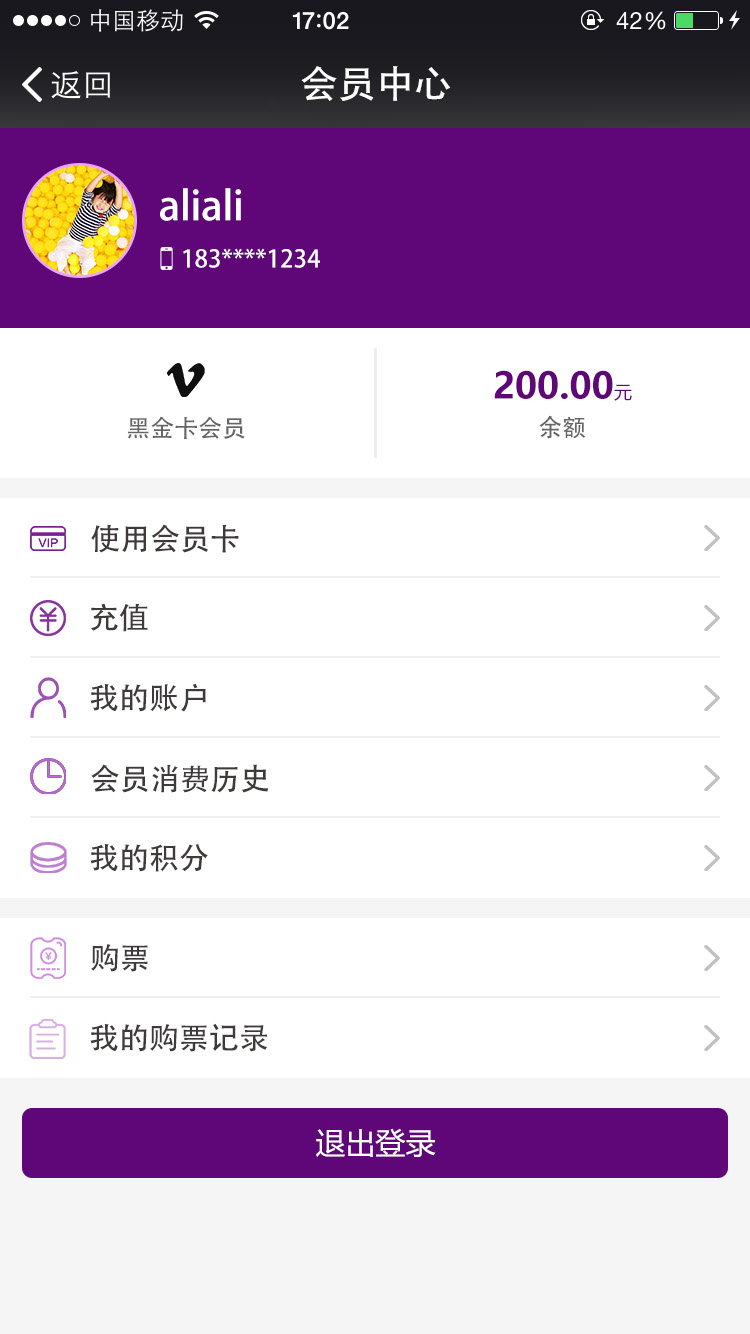 中国移动 17:02 42%
返回 会员中心
aliali
183****1234
黑金卡会员
200.00元
余额
VIP 使用会员卡
充值
我的账户
会员消费历史
我的积分
购票
我的购票记录
退出登录